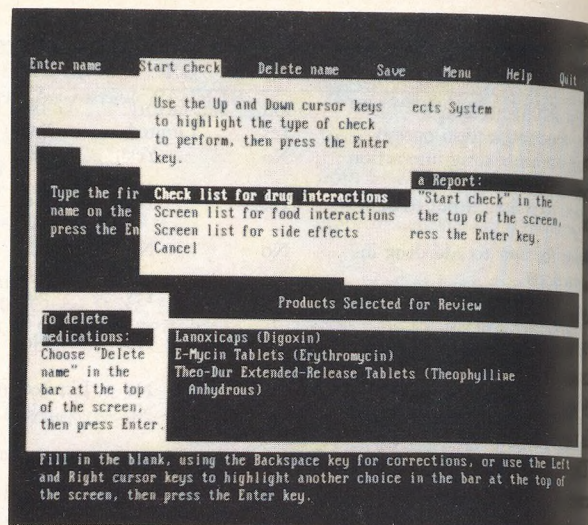 Enter name Start check Delete name Save Menu Help Quit
Use the Up and Down cursor keys
to highlight the type of check
to perform, then press the Enter
key.
ects System
Check list for drug interactions
Screen list for food interactions
Screen list for side effects
Cancel
Type the fir
name on the
press the En
a Report:
"Start check" in the
the top of the screen,
ress the Enter key.
Products Selected for Review
To delete
medications:
Choose "Delete
name" in the
bar at the top
of the screen,
then press Enter.
Lanoxicaps (Digoxin)
E-Mycin Tablets (Erythromycin)
Theo-Dur Extended-Release Tablets (Theophylline
Anhydrous)
Fill in the blank, using the Backspace key for corrections, or use the Left
and Right cursor keys to highlight another choice in the bar at the top of
the screen, then press the Enter key.